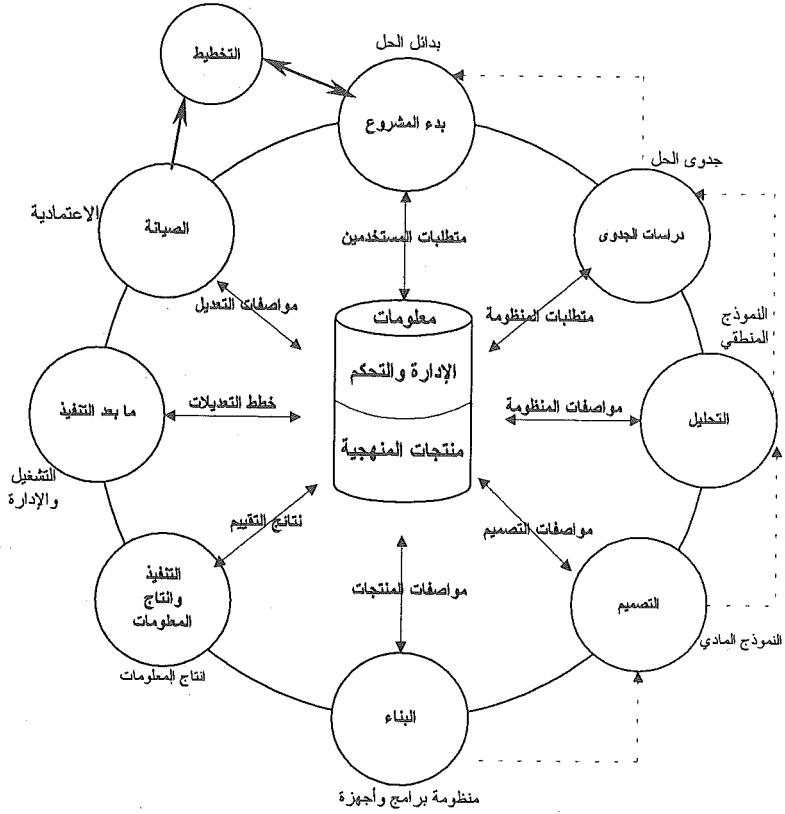 التخطيط
بدائل الحل
بدء المشروع
جدوى الحل
دراسات الجدوى
الصيانة
الاعتمادية
متطلبات المستخدمين
مواصفات التعديل
معلومات
متطلبات المنظومة
النموذج
المنطقي
الإدارة والتحكم
منتجات المنهجية
ما بعد التنفيذ
خطط التعديلات
مواصفات المنظومة
التحليل
التشغيل
والإدارة
نتائج التقييم
مواصفات التصميم
التنفيذ
وانتاج
المعلومات
انتاج المعلومات
مواصفات المنتجات
التصميم
النموذج المادي
البناء
منظومة برامج وأجهزة